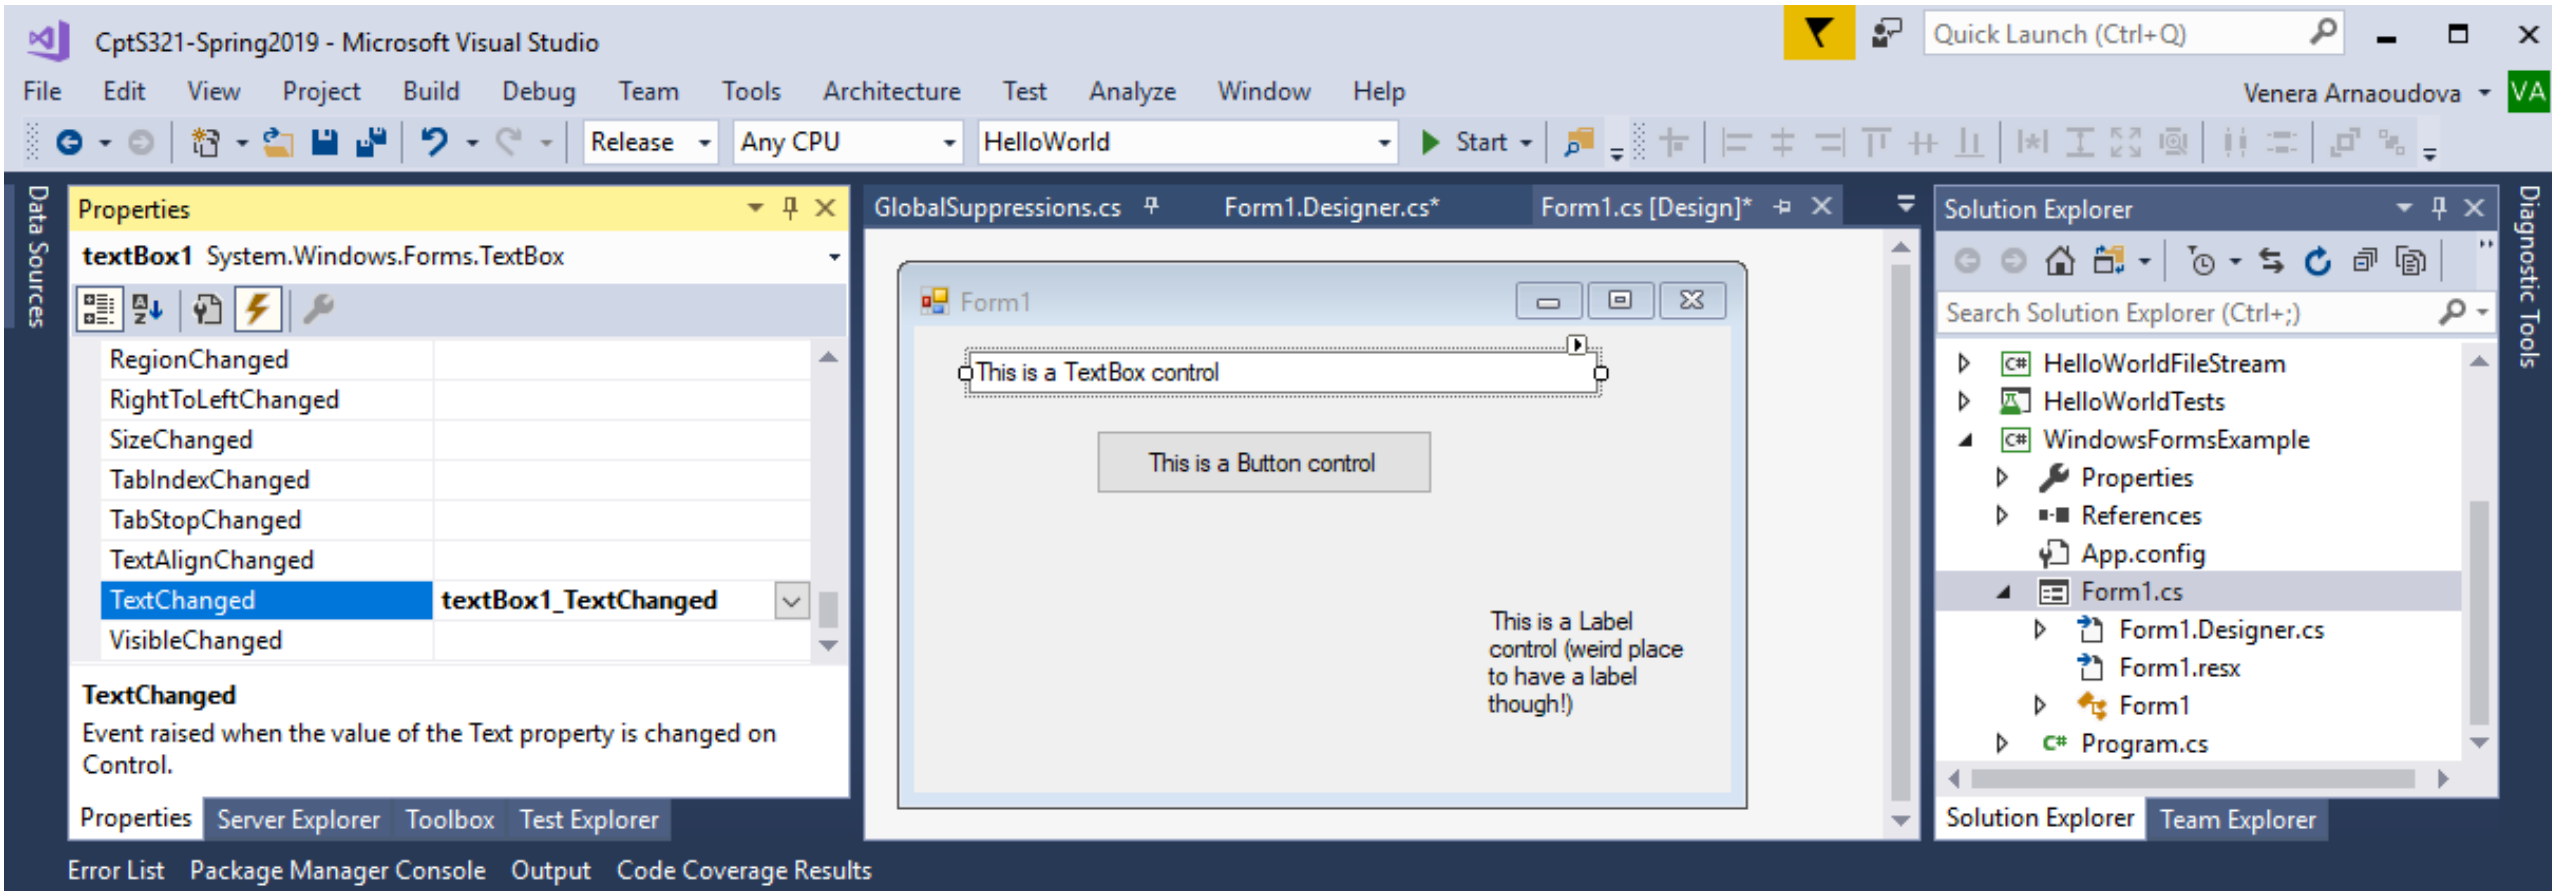 CptS321-Spring2019 - Microsoft Visual Studio
Quick Launch (Ctrl+Q)
File Edit View Project Build Debug Team Tools Architecture Test Analyze Window Help
Venera Arnaoudova VA
Release Any CPU HelloWorld Start
Data Sources
Properties
textBox1 System.Windows.Forms.TextBox
RegionChanged
RightToLeftChanged
SizeChanged
TabIndexChanged
TabStopChanged
TextAlignChanged
TextChanged textBox1_TextChanged
VisibleChanged
TextChanged
Event raised when the value of the Text property is changed on
Control.
Properties Server Explorer Toolbox Test Explorer
GlobalSuppressions.cs Form1.Designer.cs* Form1.cs [Design]*
Form1
This is a TextBox control
This is a Button control
This is a Label
control (weird place
to have a label
though!)
Solution Explorer
Search Solution Explorer (Ctrl+;)
C# HelloWorldFileStream
HelloWorldTests
C# WindowsFormsExample
Properties
References
App.config
Form1.cs
Form1.Designer.cs
Form1.resx
Form1
C# Program.cs
Solution Explorer Team Explorer
Diagnostic Tools
Error List Package Manager Console Output Code Coverage Results